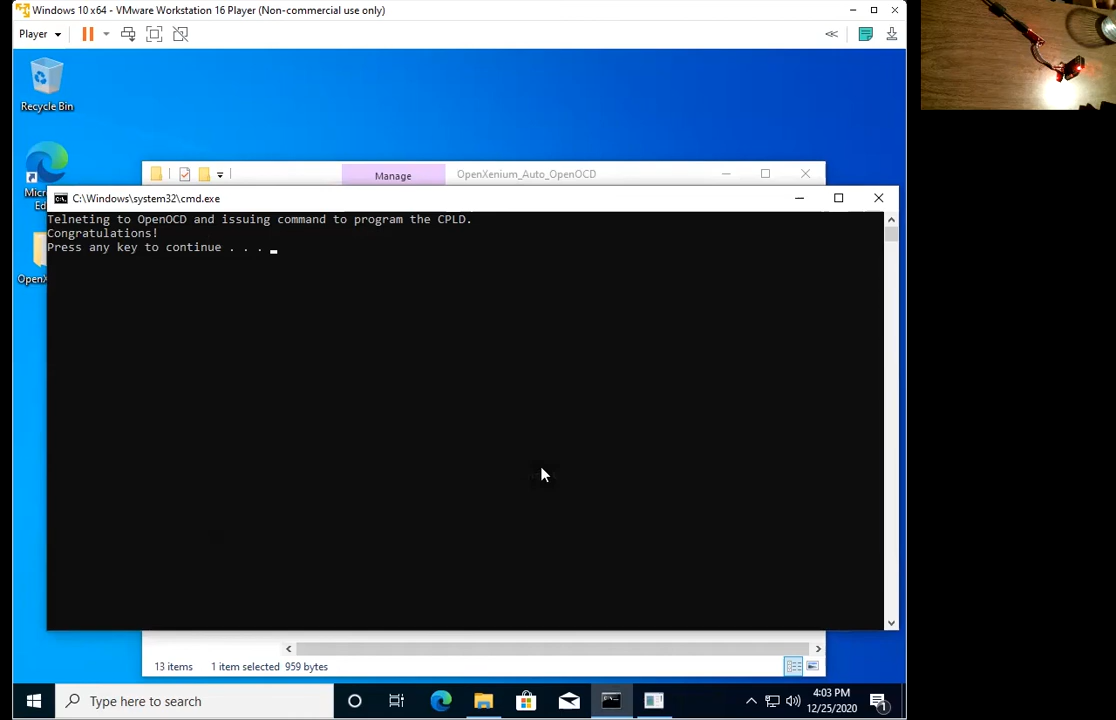 Windows 10 x64 - VMware Workstation 16 Player (Non-commercial use only)
Player
Recycle Bin
Manage
OpenXenium_Auto_OpenOCD
C:\Windows\system32\cmd.exe
Telneting to OpenOCD and issuing command to program the CPLD.
Congratulations!
Press any key to continue . . .
13 items 1 item selected 959 bytes
Type here to search
4:03 PM
12/25/2020
1